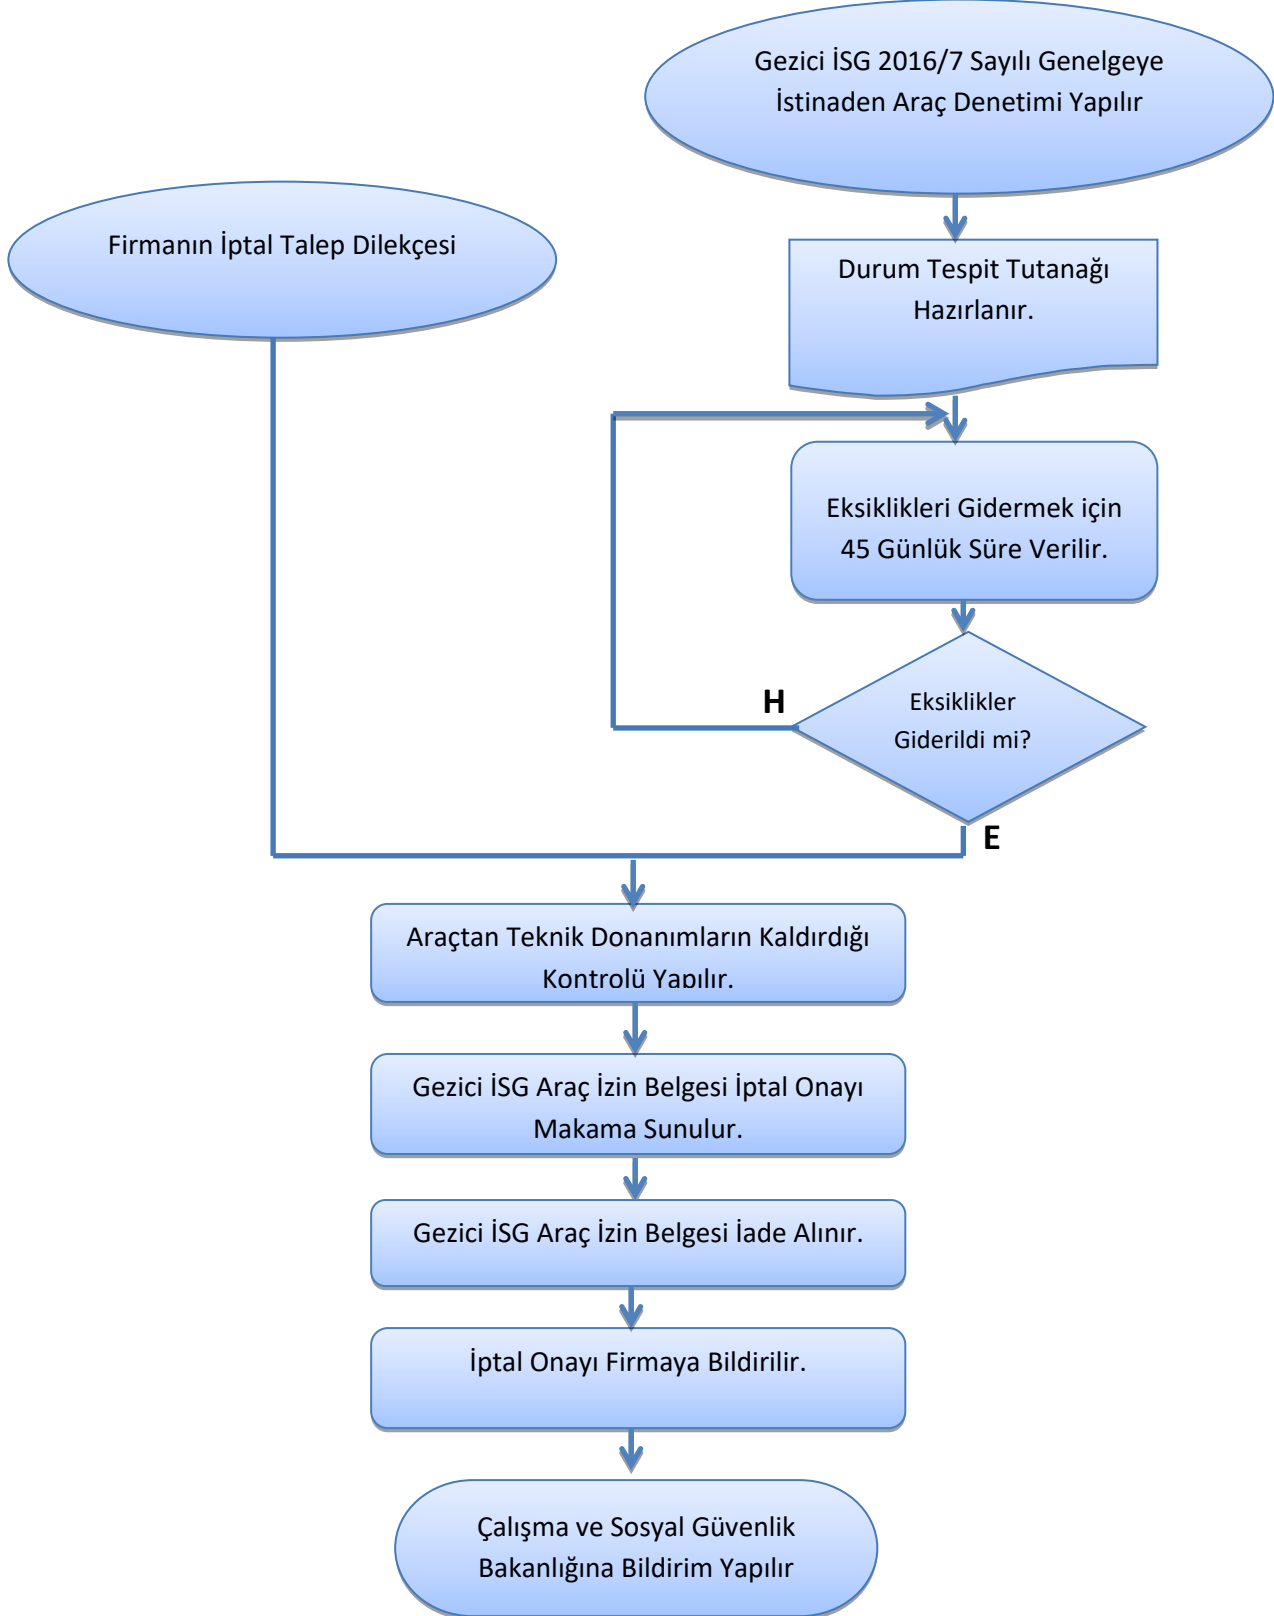 Gezici İSG 2016/7 Sayılı Genelgeye
İstinaden Araç Denetimi Yapılır
Firmanın İptal Talep Dilekçesi
Durum Tespit Tutanağı
Hazırlanır.
Eksiklikleri Gidermek için
45 Günlük Süre Verilir.
H
Eksiklikler
Giderildi mi?
E
Araçtan Teknik Donanımların Kaldırdığı
Kontrolü Yapılır.
Gezici İSG Araç İzin Belgesi İptal Onayı
Makama Sunulur.
Gezici İSG Araç İzin Belgesi İade Alınır.
İptal Onayı Firmaya Bildirilir.
Çalışma ve Sosyal Güvenlik
Bakanlığına Bildirim Yapılır